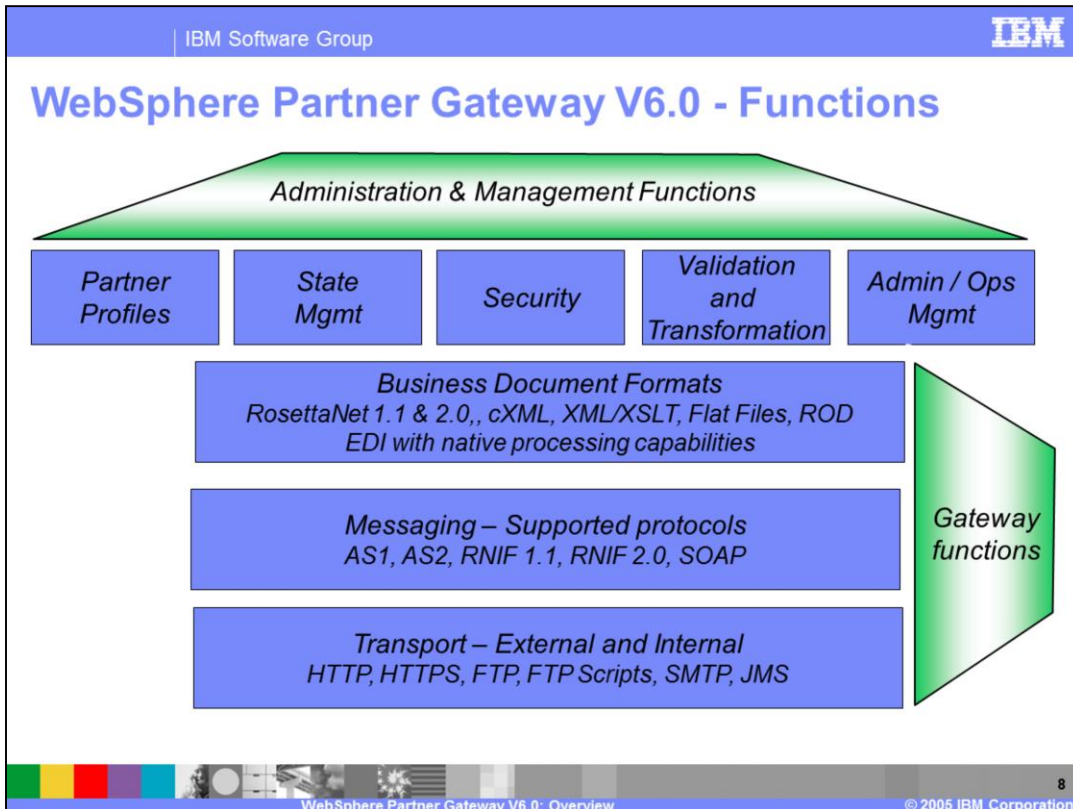 IBM Software Group
IBM
WebSphere Partner Gateway V6.0 - Functions
Administration & Management Functions
Partner
Profiles
State
Mgmt
Security
Validation
and
Transformation
Admin / Ops
Mgmt
Business Document Formats
RosettaNet 1.1 & 2.0,, cXML, XML/XSLT, Flat Files, ROD
EDI with native processing capabilities
Messaging – Supported protocols
AS1, AS2, RNIF 1.1, RNIF 2.0, SOAP
Transport – External and Internal
HTTP, HTTPS, FTP, FTP Scripts, SMTP, JMS
Gateway
functions
8
WebSphere Partner Gateway V6.0: Overview
© 2005 IBM Corporation